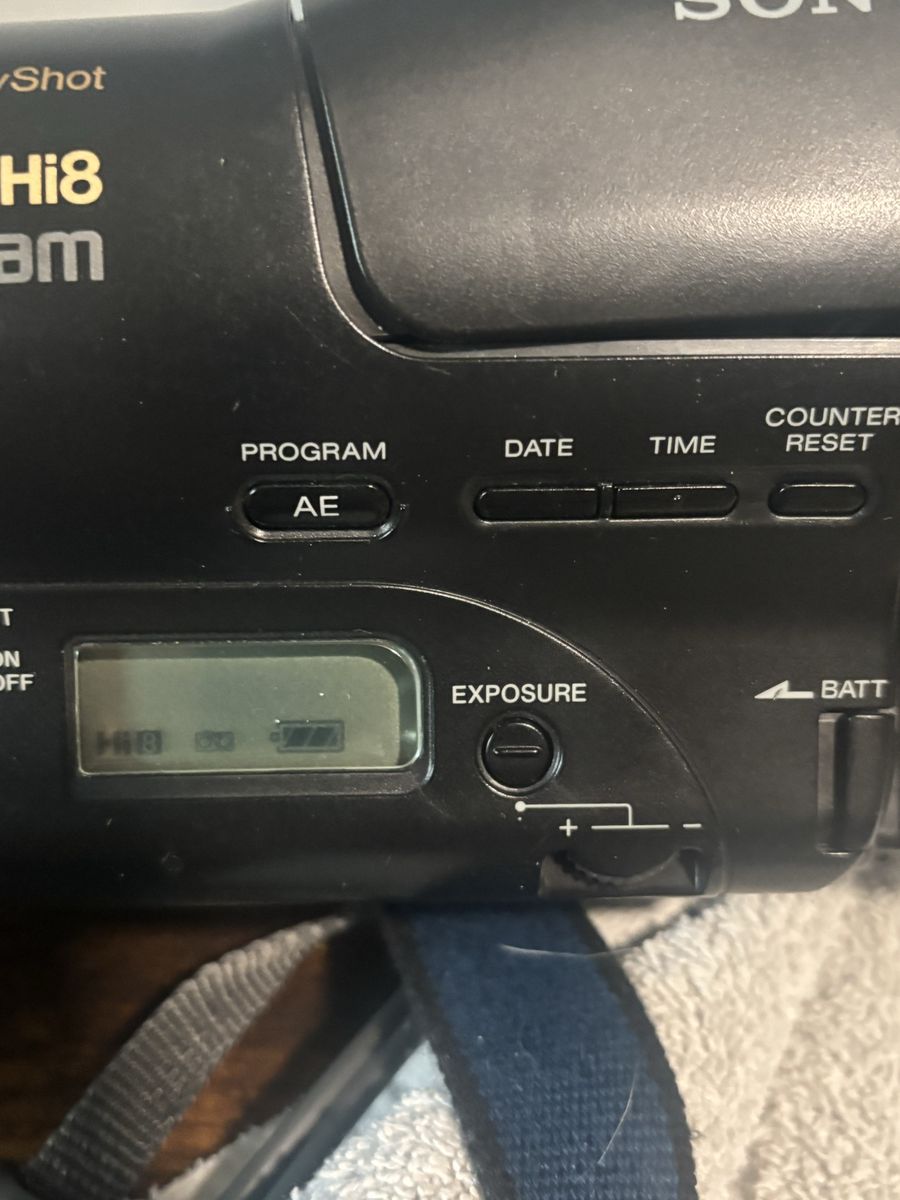 SON
yShot
Hi8
am
COUNTER
PROGRAM DATE TIME RESET
AE
T
ON
OFF
EXPOSURE
BATT
Hi8
+ −